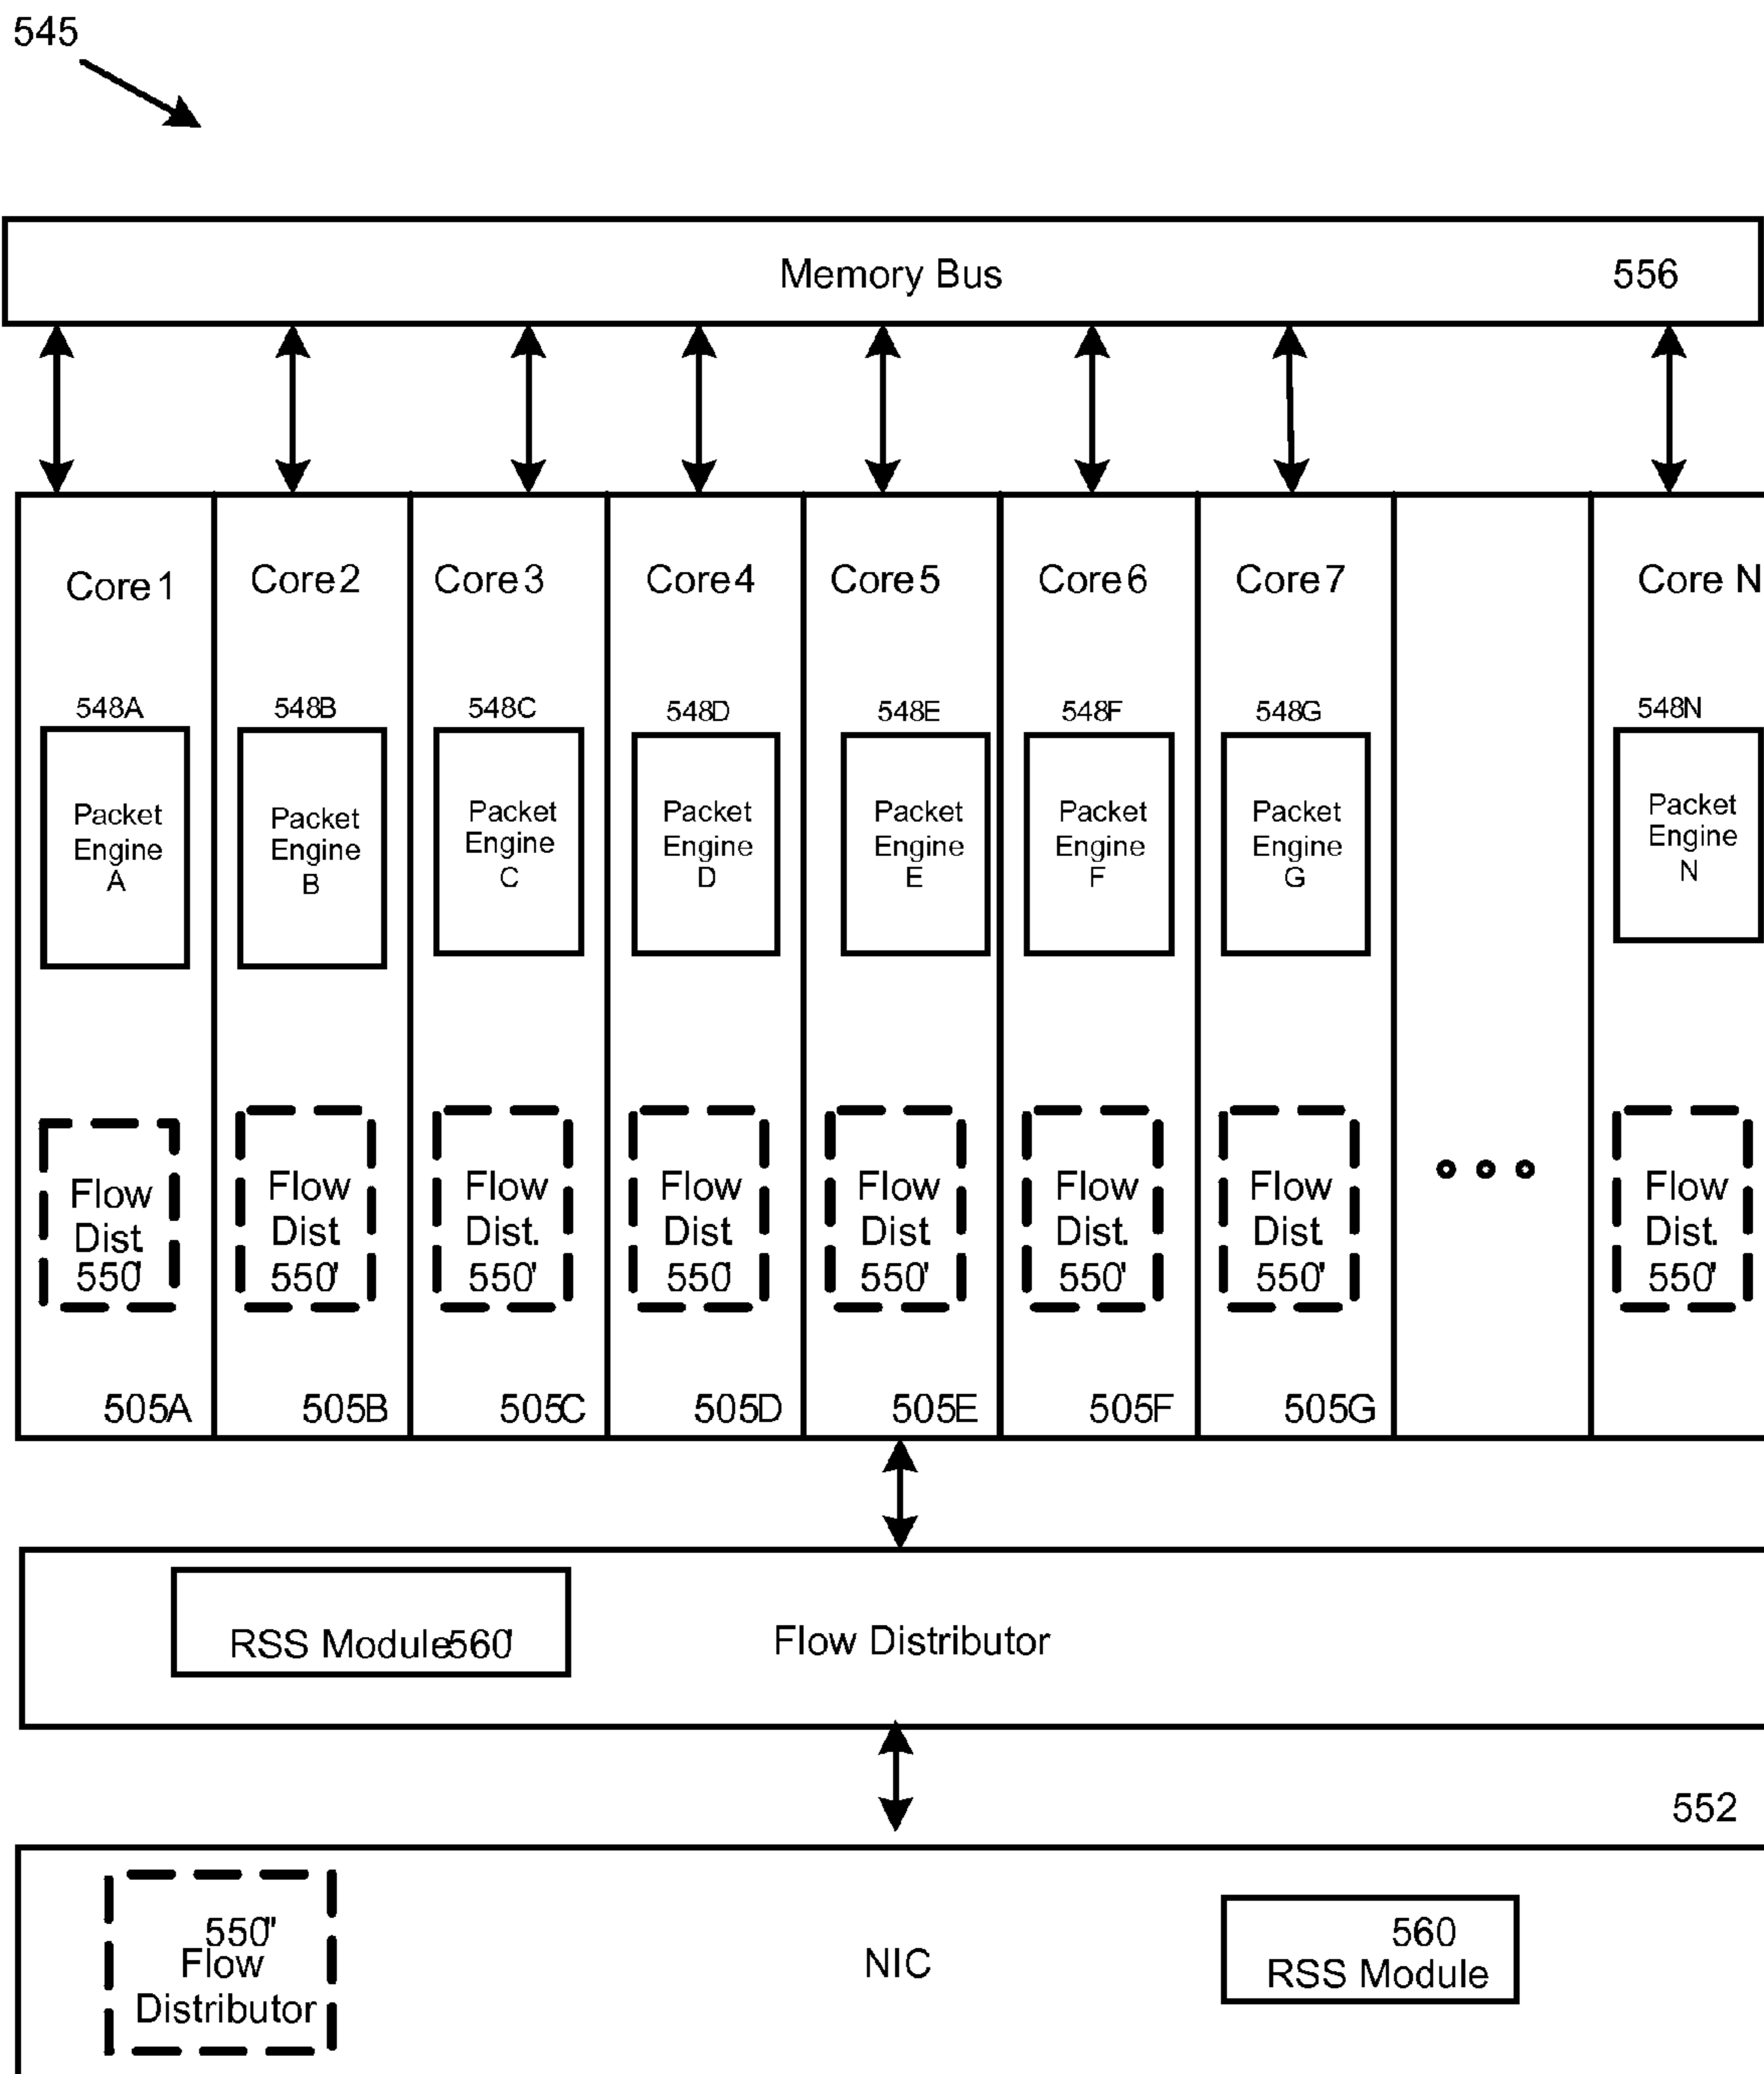 545
Memory Bus 556
Core 1 Core 2 Core 3 Core 4 Core 5 Core 6 Core 7 Core N
548A 548B 548C 548D 548E 548F 548G 548N
Packet Engine A
Packet Engine B
Packet Engine C
Packet Engine D
Packet Engine E
Packet Engine F
Packet Engine G
Packet Engine N
Flow Dist 550'
Flow Dist 550'
Flow Dist. 550'
Flow Dist. 550'
Flow Dist 550'
Flow Dist. 550'
Flow Dist. 550'
Flow Dist. 550'
505A 505B 505C 505D 505E 505F 505G
RSS Module 560'
Flow Distributor
552
550"
Flow
Distributor
NIC
560
RSS Module